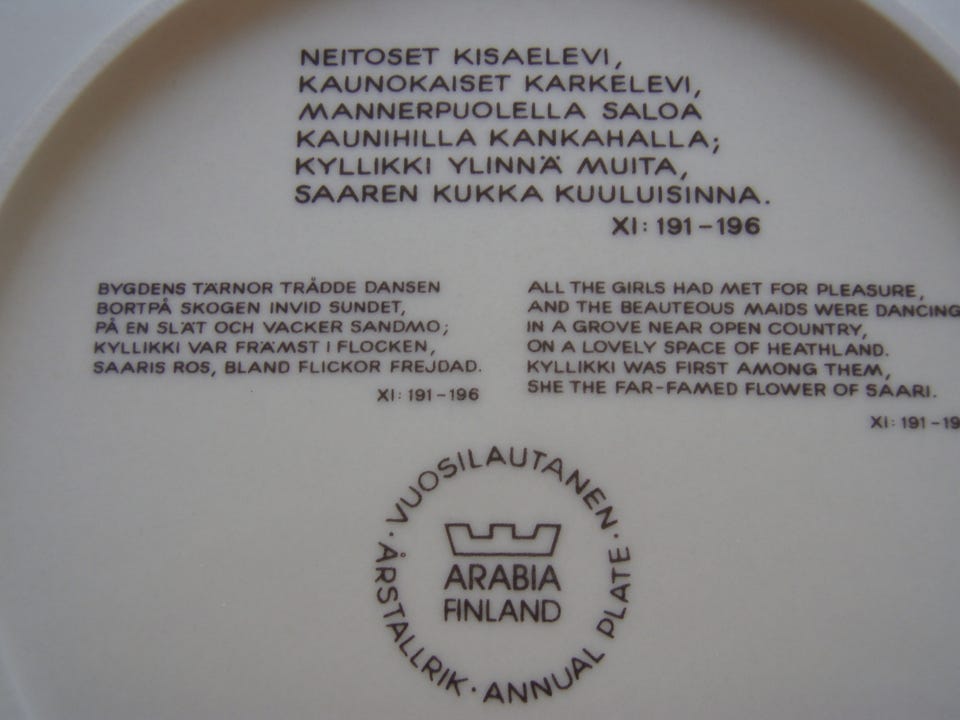 NEITOSET KISAELEVI,
KAUNOKAISET KARKELEVI,
MANNERPUOLELLA SALOA
KAUNIHILLA KANKAHALLA;
KYLLIKKI YLINNÄ MUITA,
SAAREN KUKKA KUULUISINNA.
XI: 191-196
BYGDENS TÄRNOR TRÅDDE DANSEN
BORTPÅ SKOGEN INVID SUNDET,
PÅ EN SLÄT OCH VACKER SANDMO;
KYLLIKKI VAR FRÄMST I FLOCKEN,
SAARIS ROS, BLAND FLICKOR FREJDAD.
XI: 191-196
ALL THE GIRLS HAD MET FOR PLEASURE,
AND THE BEAUTEOUS MAIDS WERE DANCING
IN A GROVE NEAR OPEN COUNTRY,
ON A LOVELY SPACE OF HEATHLAND.
KYLLIKKI WAS FIRST AMONG THEM,
SHE THE FAR-FAMED FLOWER OF SAARI.
XI: 191-19
· VUOSILAUTANEN ·
ARABIA
FINLAND
ÅRSTALLRIK · ANNUAL PLATE